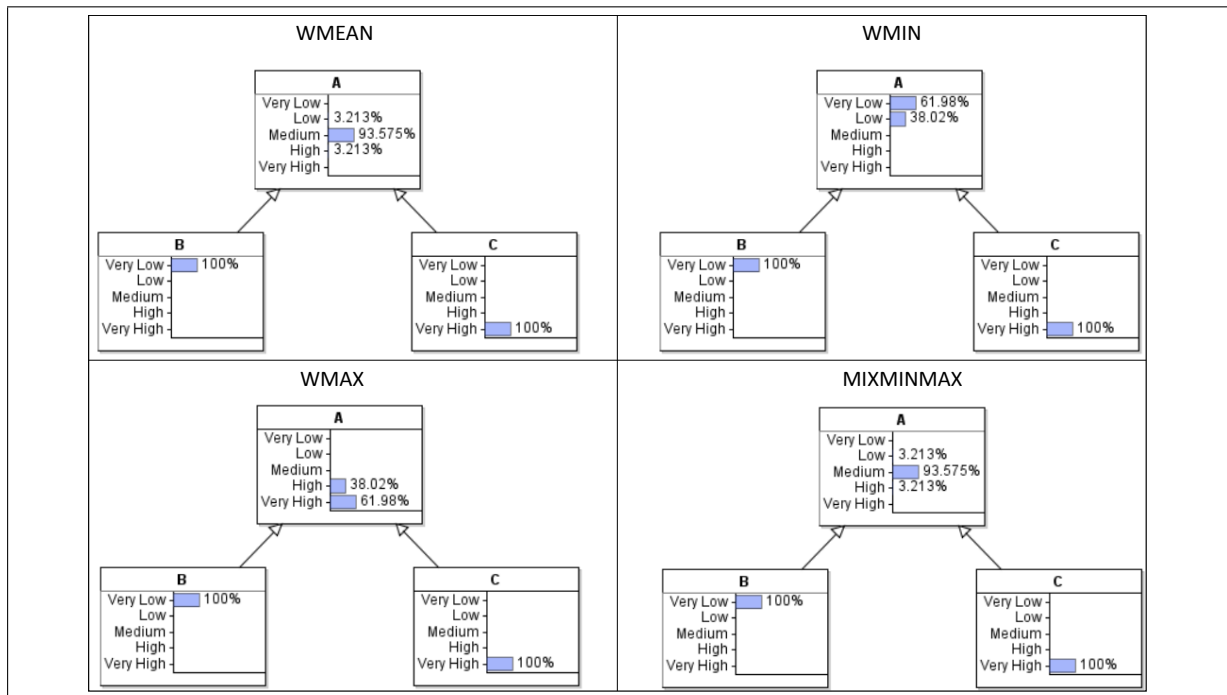 WMEAN
A
Very Low
Low 3.213%
Medium 93.575%
High 3.213%
Very High
B
Very Low 100%
Low
Medium
High
Very High
C
Very Low
Low
Medium
High
Very High 100%
WMIN
A
Very Low 61.98%
Low 38.02%
Medium
High
Very High
B
Very Low 100%
Low
Medium
High
Very High
C
Very Low
Low
Medium
High
Very High 100%
WMAX
A
Very Low
Low
Medium
High 38.02%
Very High 61.98%
B
Very Low 100%
Low
Medium
High
Very High
C
Very Low
Low
Medium
High
Very High 100%
MIXMINMAX
A
Very Low
Low 3.213%
Medium 93.575%
High 3.213%
Very High
B
Very Low 100%
Low
Medium
High
Very High
C
Very Low
Low
Medium
High
Very High 100%